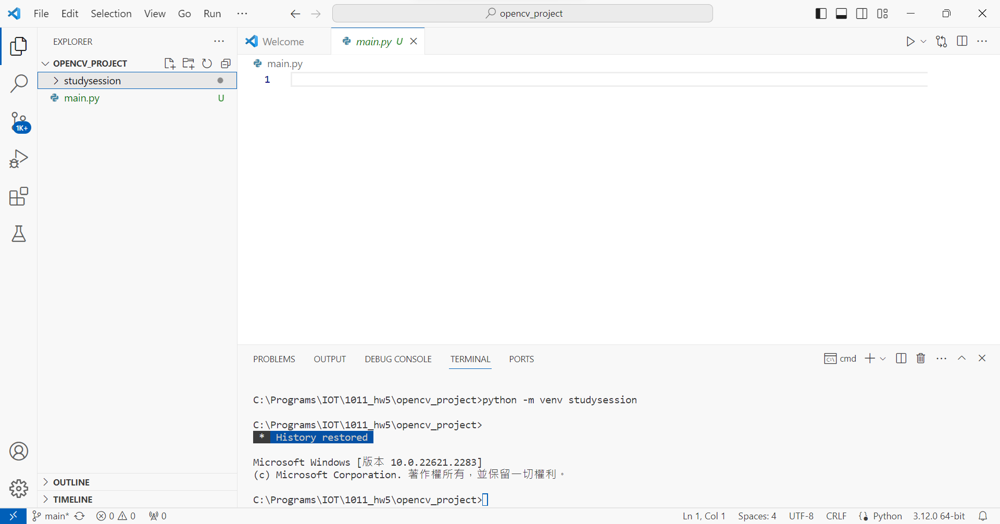 File Edit Selection View Go Run ··· opencv_project
EXPLORER ···
OPENCV_PROJECT
studysession
main.py U
1K+
OUTLINE
TIMELINE
Welcome main.py U
main.py
1
PROBLEMS OUTPUT DEBUG CONSOLE TERMINAL PORTS cmd
C:\Programs\IOT\1011_hw5\opencv_project>python -m venv studysession
C:\Programs\IOT\1011_hw5\opencv_project>
* History restored
Microsoft Windows [版本 10.0.22621.2283]
(c) Microsoft Corporation. 著作權所有，並保留一切權利。
C:\Programs\IOT\1011_hw5\opencv_project>
main* 0 0 0 Ln 1, Col 1 Spaces: 4 UTF-8 CRLF Python 3.12.0 64-bit